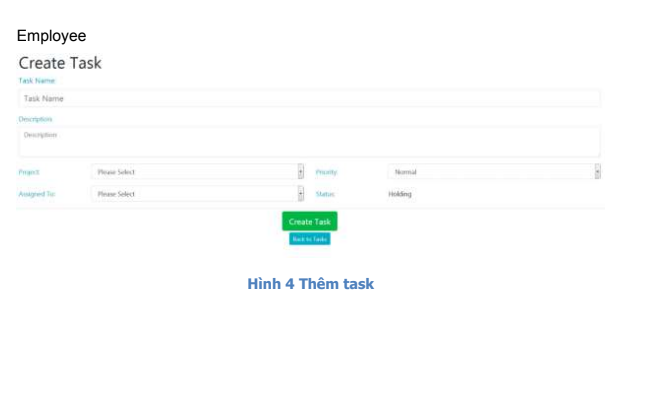 Employee
Create Task
Task Name
Task Name
Description
Description
Project Please Select Priority Normal
Assigned To Please Select Status Holding
Create Task
Back to Tasks
Hình 4 Thêm task